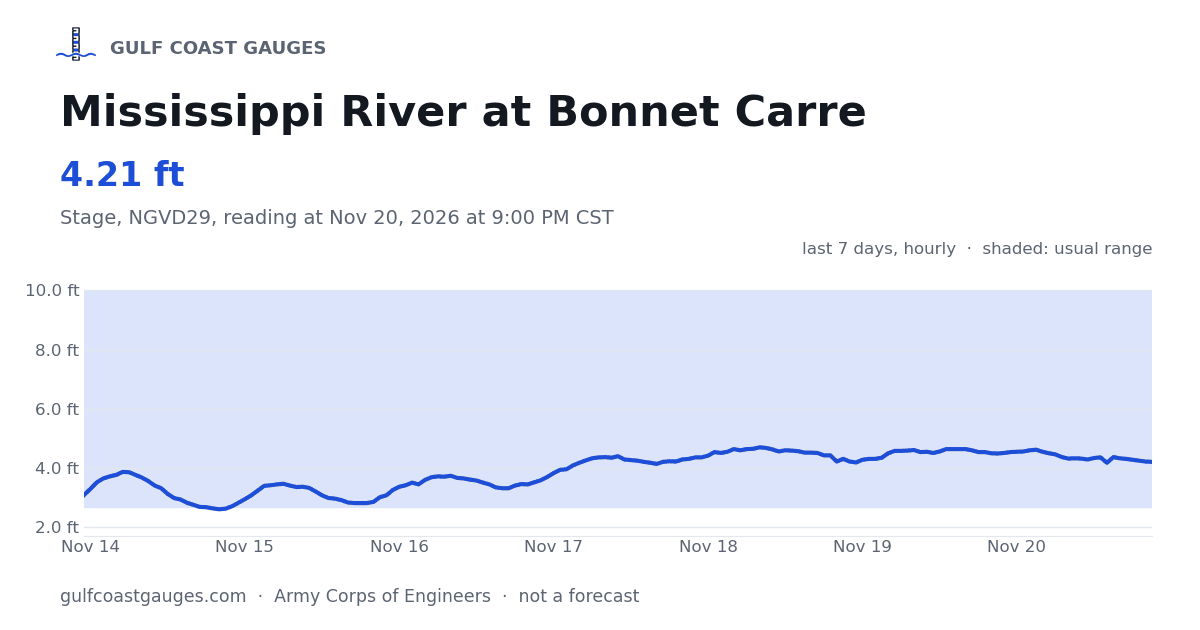 GULF COAST GAUGES
Mississippi River at Bonnet Carre
4.21 ft
Stage, NGVD29, reading at Nov 20, 2026 at 9:00 PM CST
last 7 days, hourly · shaded: usual range
10.0 ft
8.0 ft
6.0 ft
4.0 ft
2.0 ft
Nov 14 Nov 15 Nov 16 Nov 17 Nov 18 Nov 19 Nov 20
gulfcoastgauges.com · Army Corps of Engineers · not a forecast